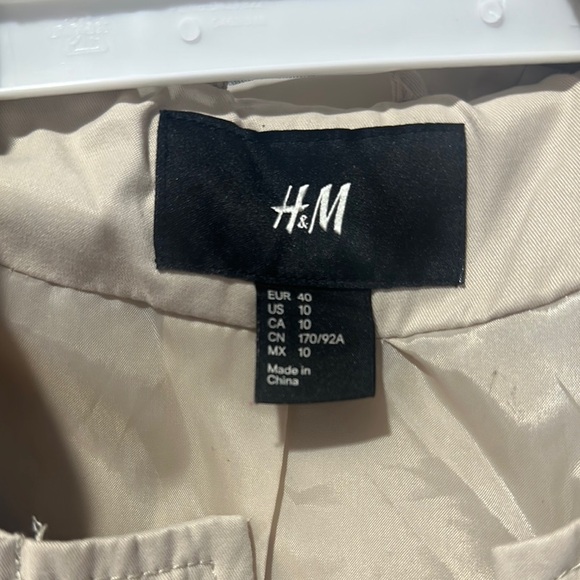 H&M
EUR 40
US 10
CA 10
CN 170/92A
MX 10
Made in
China